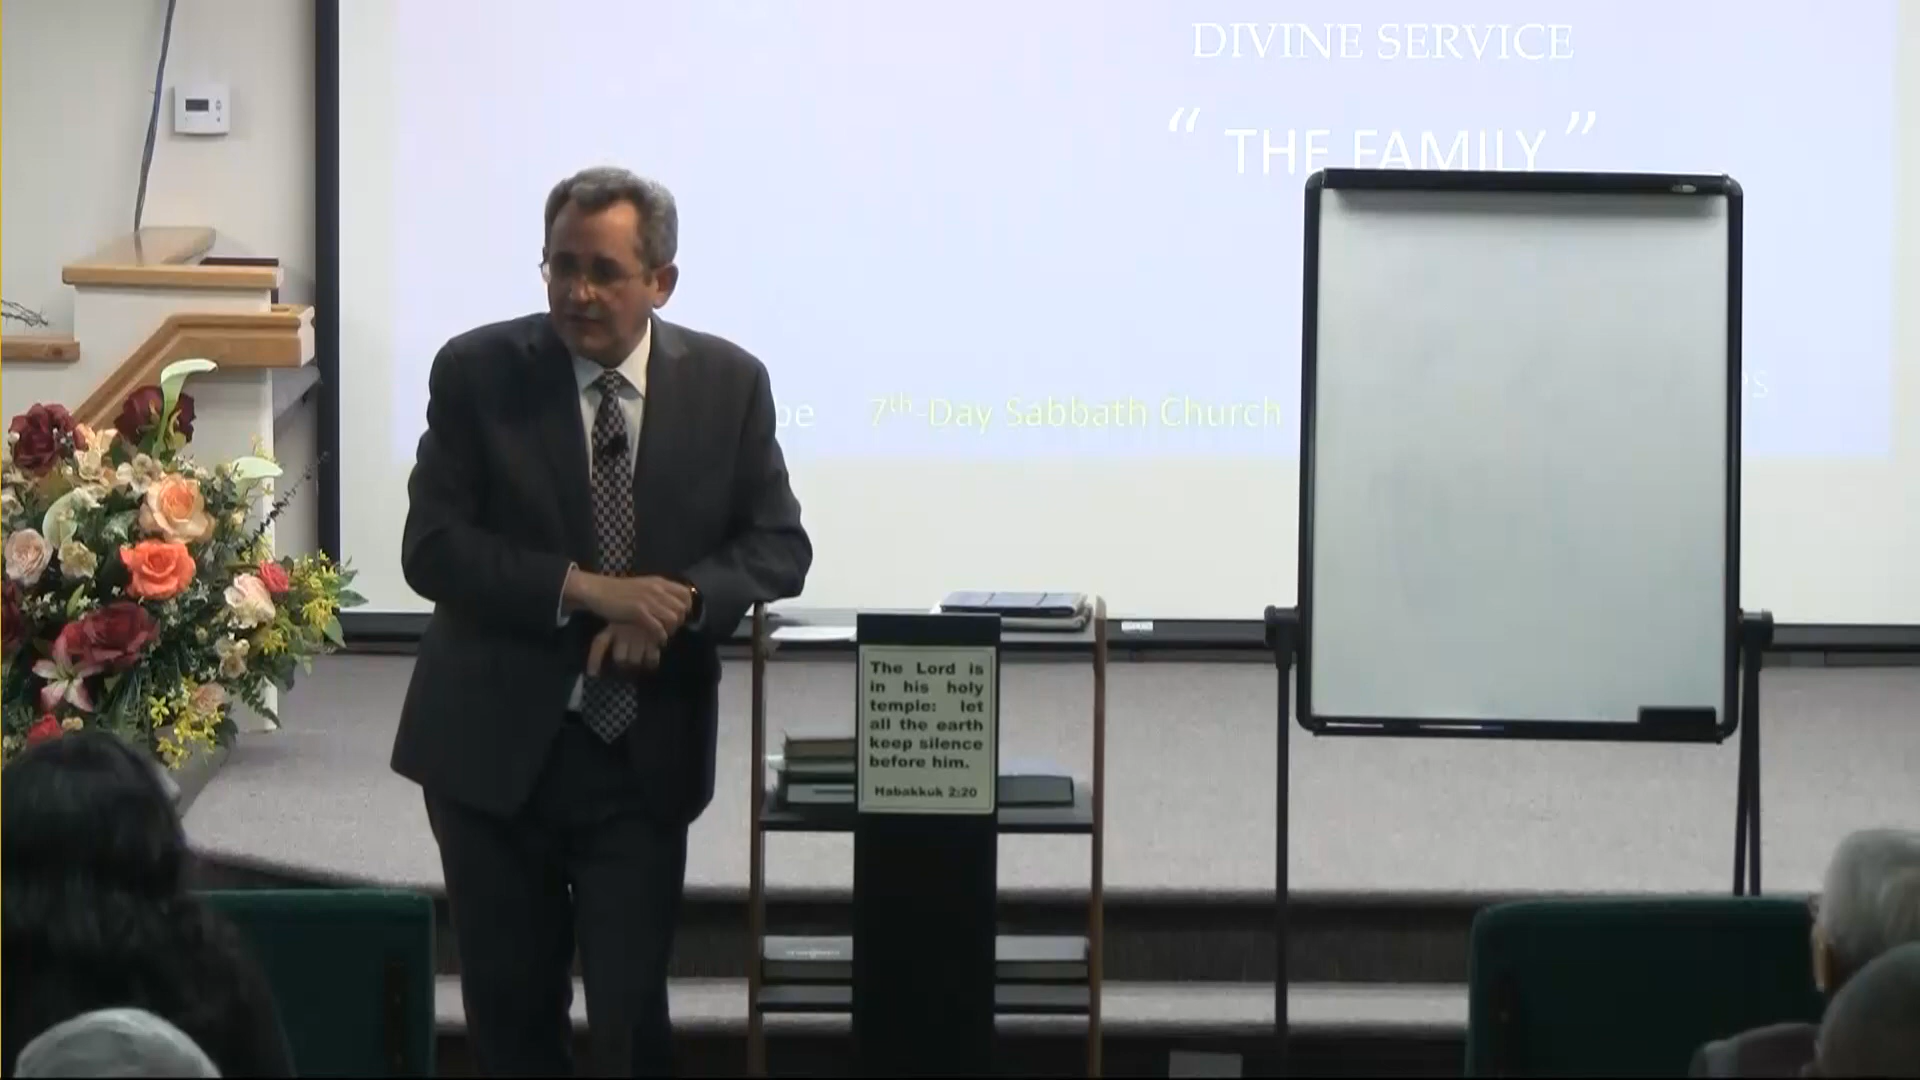 DIVINE SERVICE
“ THE FAMILY ”
7th-Day Sabbath Church
The Lord is
in his holy
temple: let
all the earth
keep silence
before him.
Habakkuk 2:20